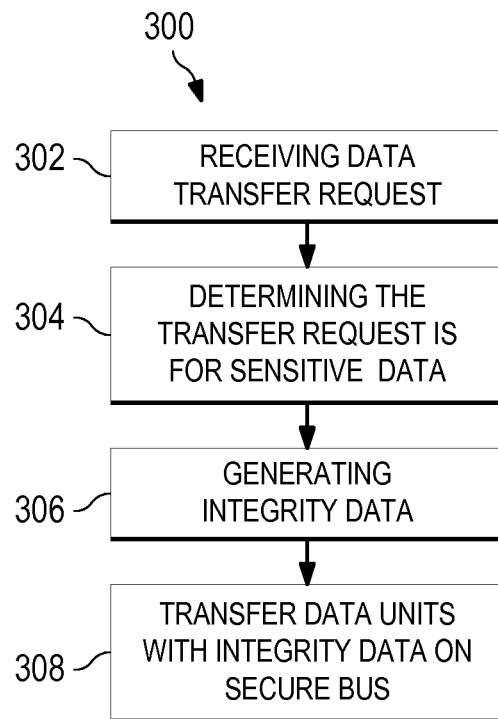 300
302
RECEIVING DATA
TRANSFER REQUEST
304
DETERMINING THE
TRANSFER REQUEST IS
FOR SENSITIVE DATA
306
GENERATING
INTEGRITY DATA
308
TRANSFER DATA UNITS
WITH INTEGRITY DATA ON
SECURE BUS